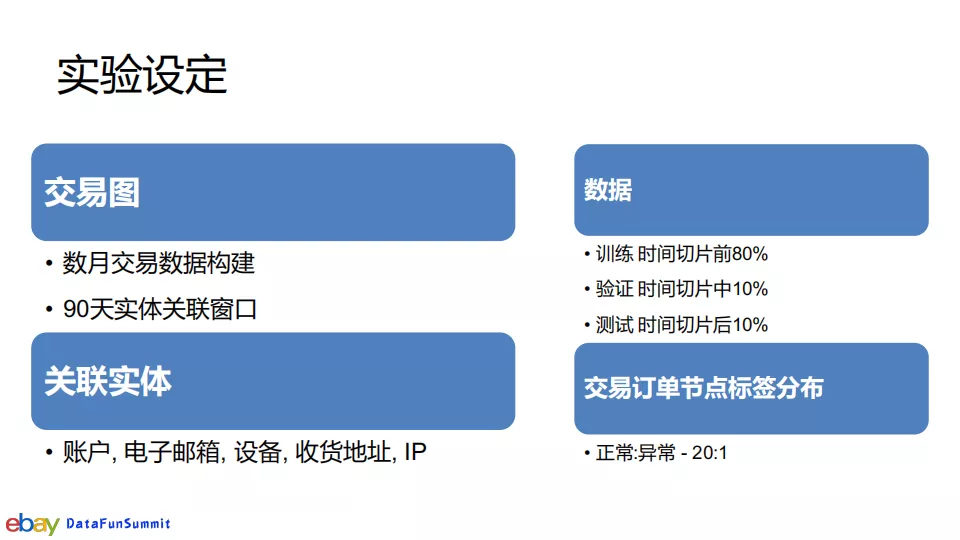 实验设定
交易图
• 数月交易数据构建
• 90天实体关联窗口
关联实体
• 账户, 电子邮箱, 设备, 收货地址, IP
数据
• 训练 时间切片前80%
• 验证 时间切片中10%
• 测试 时间切片后10%
交易订单节点标签分布
• 正常:异常 - 20:1
ebay DataFunSummit